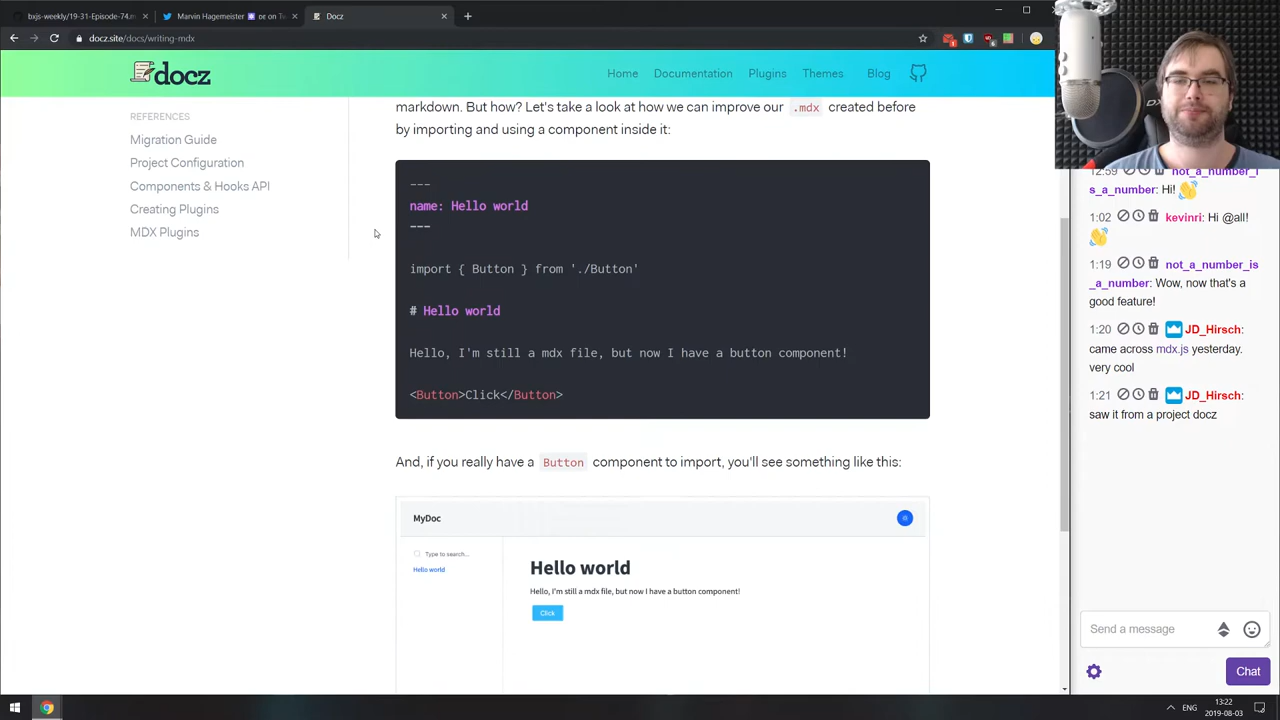 bxjs-weekly/19-31-Episode-74.m
Marvin Hagemeister
on T
Docz
docz.site/docs/writing-mdx
docz
Home
Documentation
Plugins
Themes
Blog
REFERENCES
Migration Guide
Project Configuration
Components & Hooks API
Creating Plugins
MDX Plugins
markdown. But how? Let's take a look at how we can improve our .mdx created before
by importing and using a component inside it:
---
name: Hello world
---
import { Button } from './Button'
# Hello world
Hello, I'm still a mdx file, but now I have a button component!
<Button>Click</Button>
And, if you really have a Button component to import, you'll see something like this:
MyDoc
Type to search...
Hello world
Hello world
Hello, I'm still a mdx file, but now I have a button component!
Click
12:59 not_a_number_i
s_a_number: Hi!
1:02 kevinri: Hi @all!
1:19 not_a_number_is
_a_number: Wow, now that's a
good feature!
1:20 JD_Hirsch:
came across mdx.js yesterday.
very cool
1:21 JD_Hirsch:
saw it from a project docz
Send a message
Chat
ENG
13:22
2019-08-03